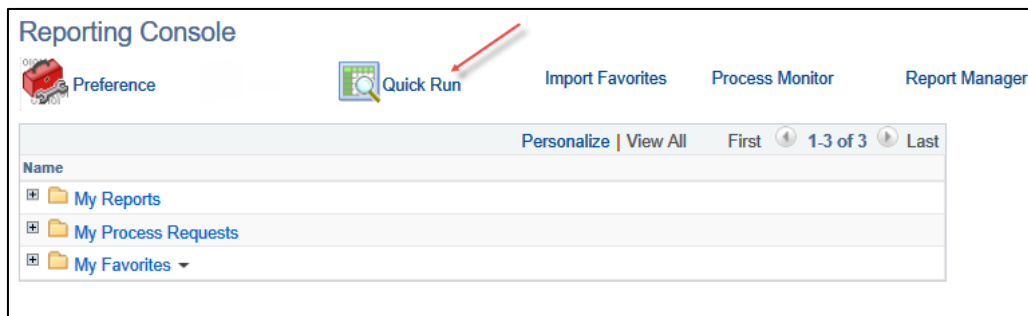 Reporting Console
Preference Quick Run Import Favorites Process Monitor Report Manager
Personalize | View All First 1-3 of 3 Last
Name
My Reports
My Process Requests
My Favorites